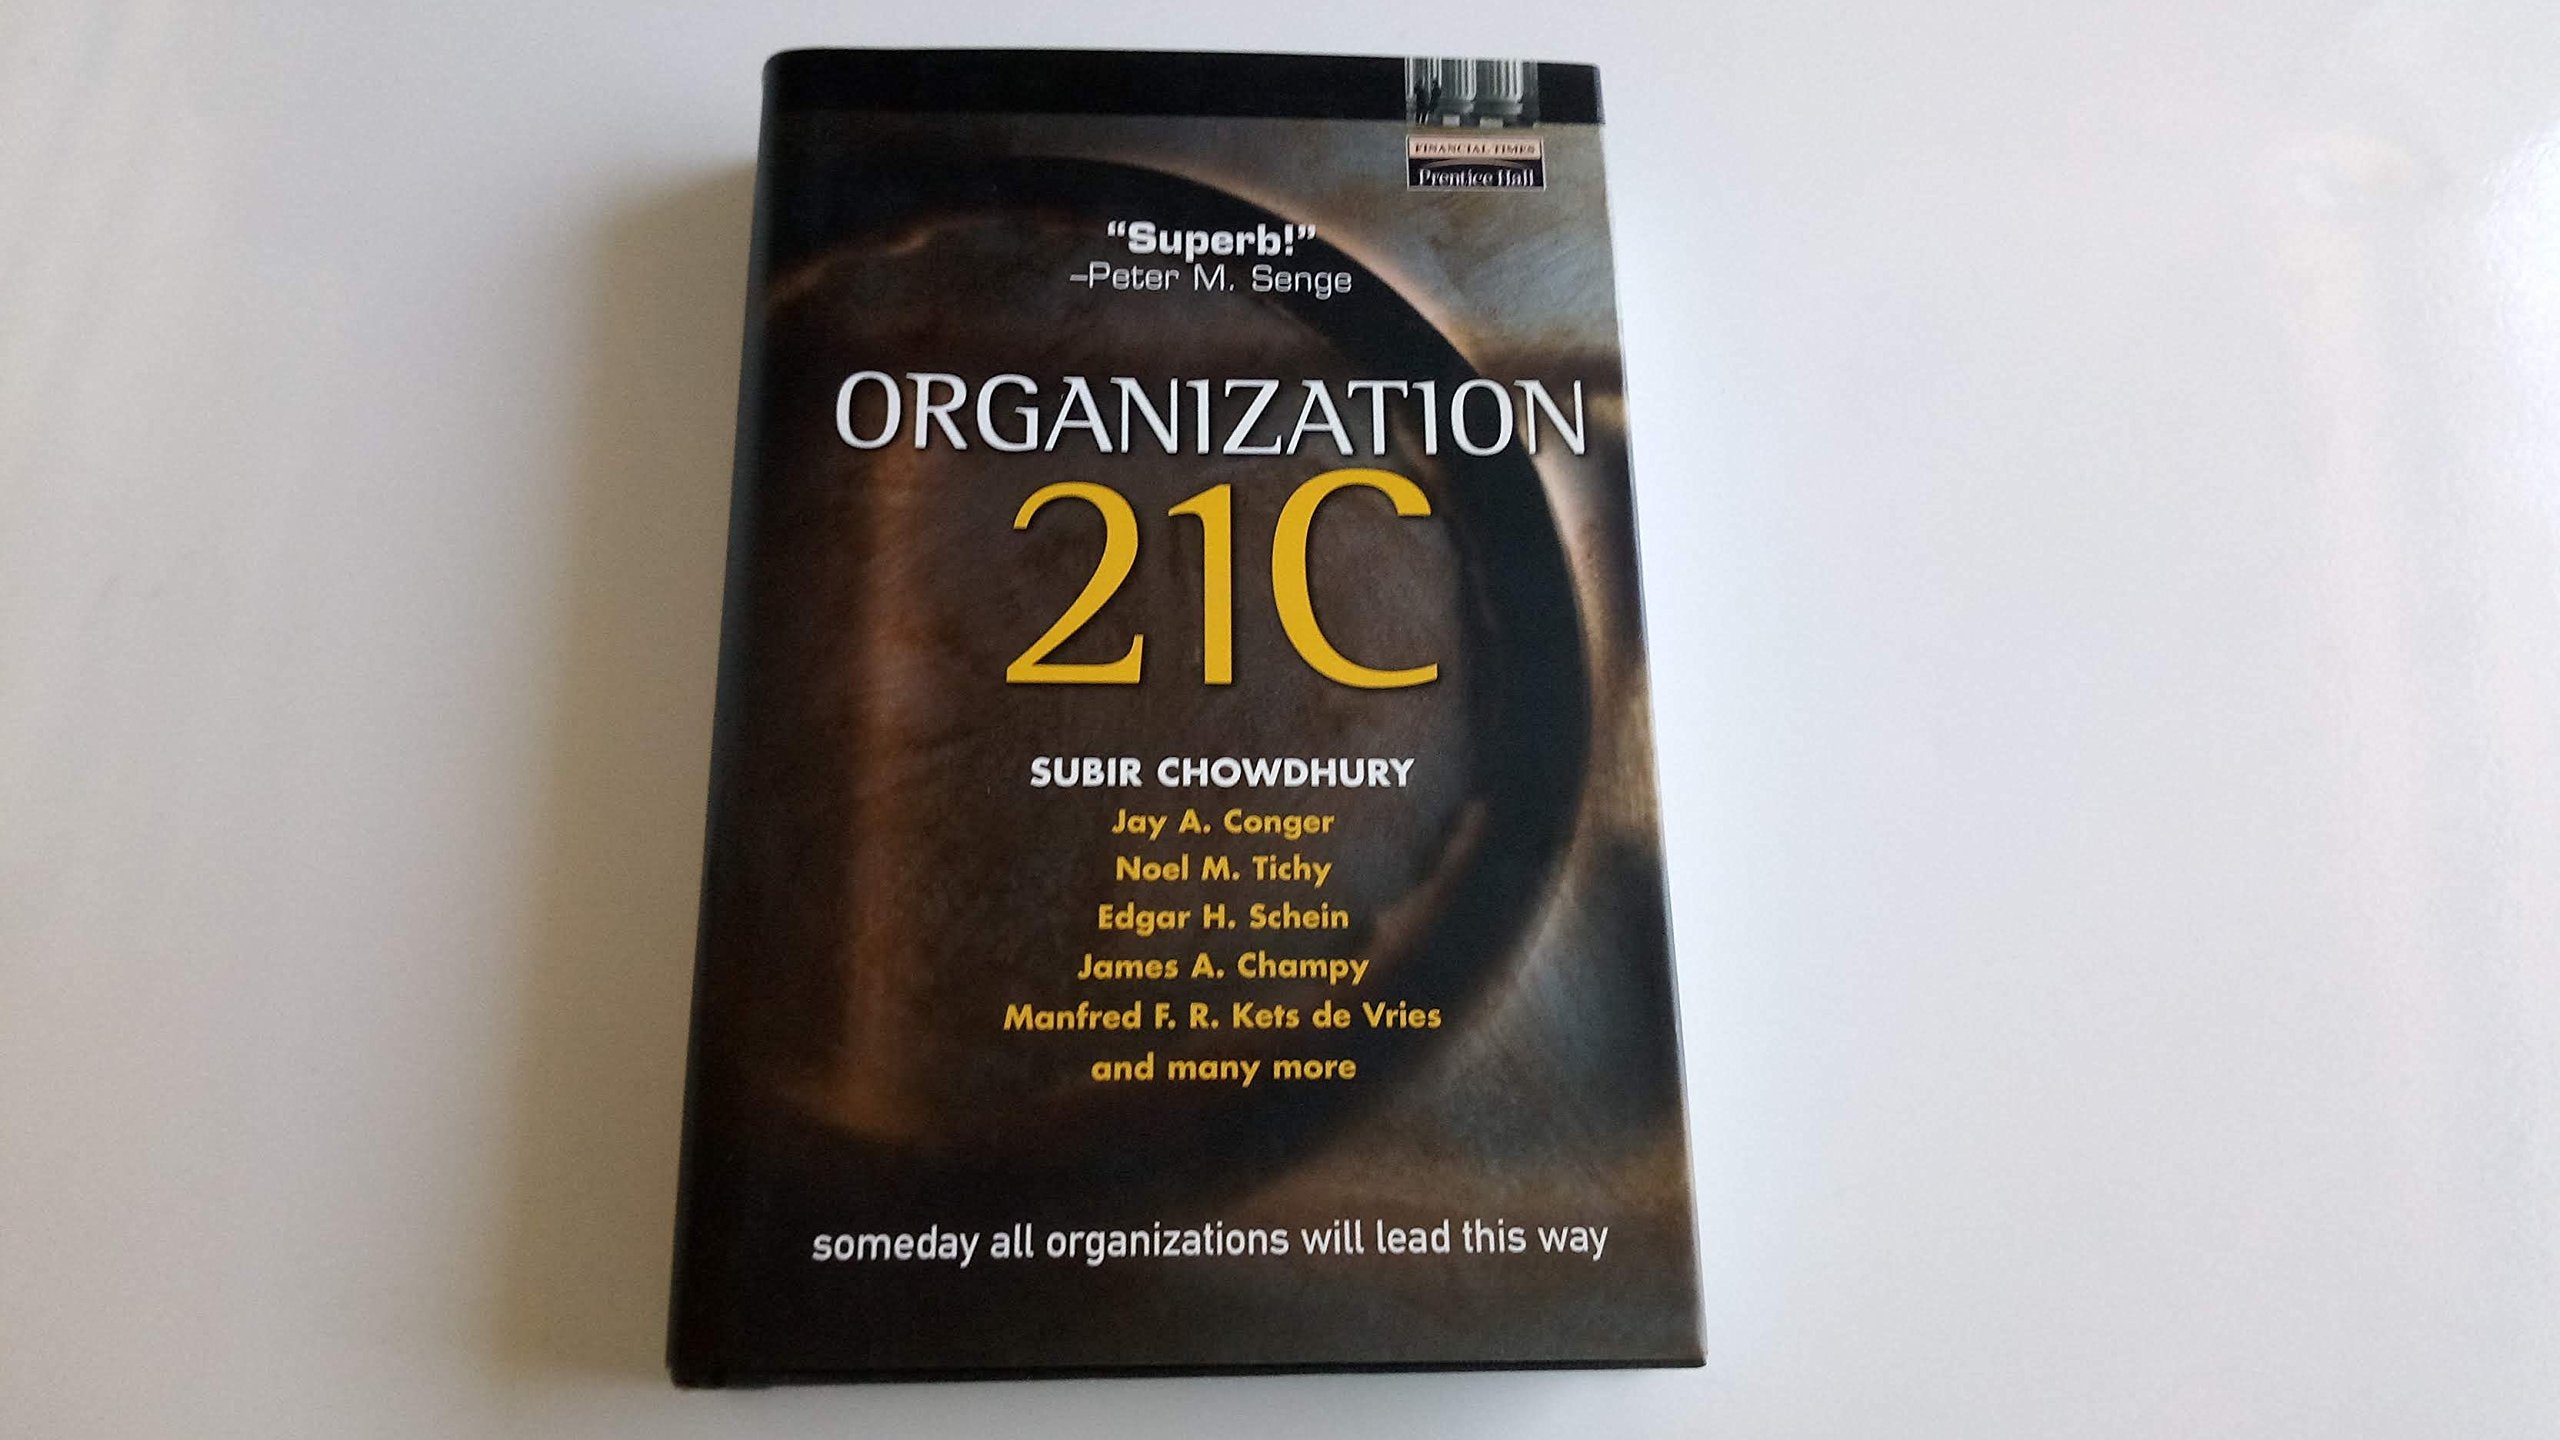 FINANCIAL TIMES
Prentice Hall
“Superb!”
–Peter M. Senge
ORGANIZATION
21C
SUBIR CHOWDHURY
Jay A. Conger
Noel M. Tichy
Edgar H. Schein
James A. Champy
Manfred F. R. Kets de Vries
and many more
someday all organizations will lead this way